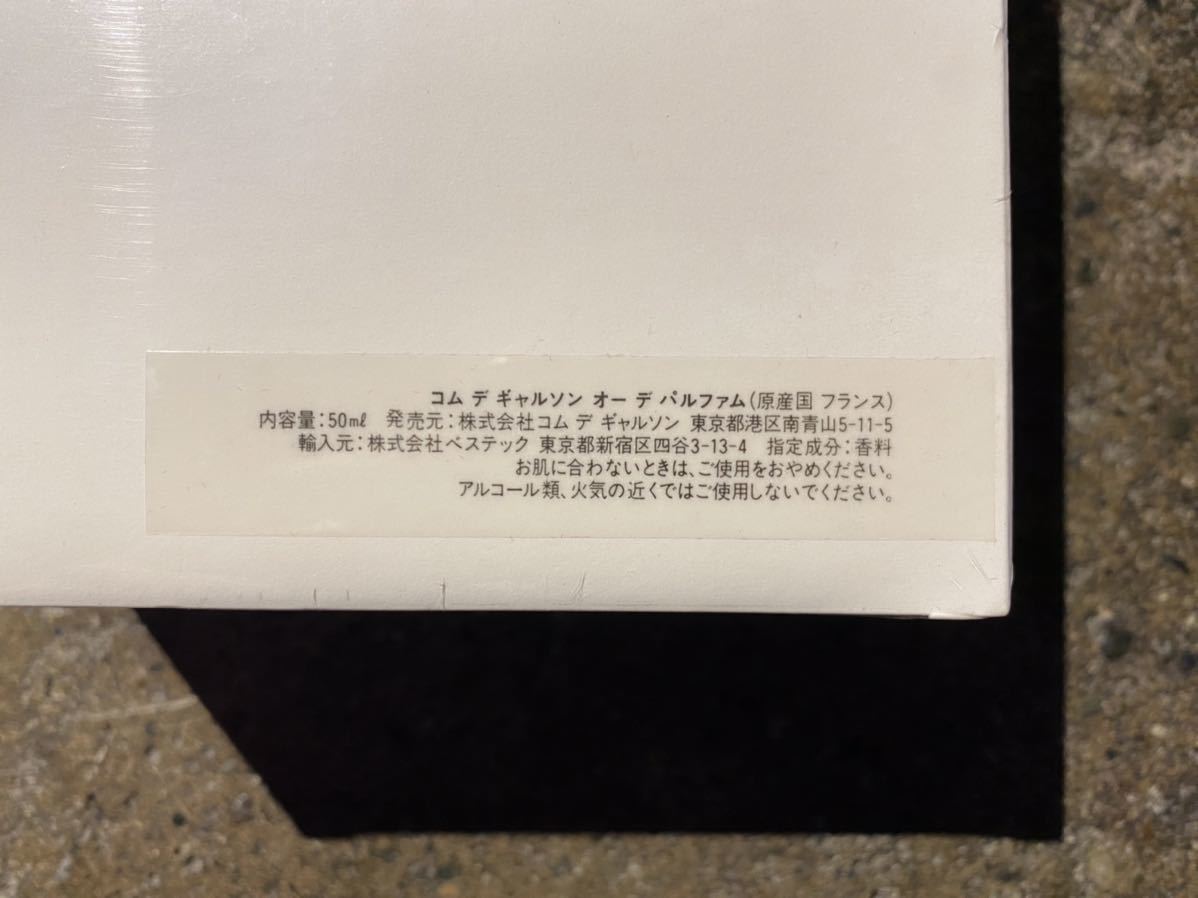 コム デ ギャルソン オー デ パルファム(原産国 フランス)
内容量:50mℓ 発売元:株式会社コム デ ギャルソン 東京都港区南青山5-11-5
輸入元:株式会社ベステック 東京都新宿区四谷3-13-4 指定成分:香料
お肌に合わないときは、ご使用をおやめください。
アルコール類、火気の近くではご使用しないでください。